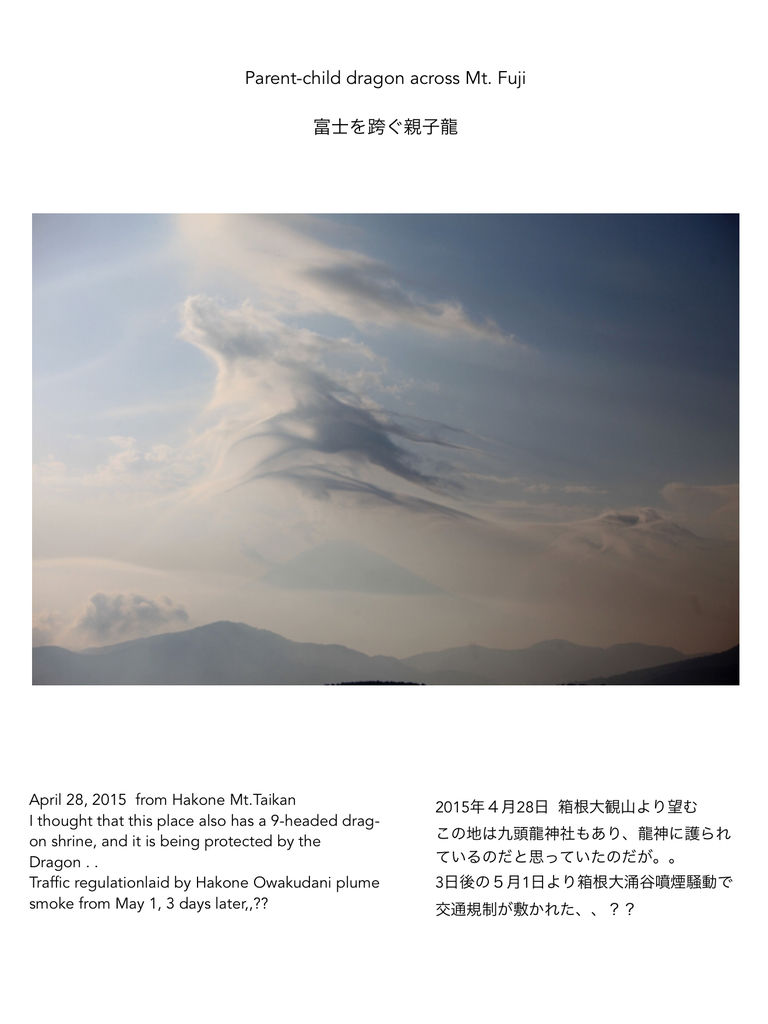 Parent-child dragon across Mt. Fuji
富士を跨ぐ親子龍
April 28, 2015  from Hakone Mt.Taikan
I thought that this place also has a 9-headed drag-
on shrine, and it is being protected by the
Dragon . .
Traffic regulationlaid by Hakone Owakudani plume
smoke from May 1, 3 days later,,??
2015年４月28日  箱根大観山より望む
この地は九頭龍神社もあり、龍神に護られ
ているのだと思っていたのだが。。
3日後の５月1日より箱根大涌谷噴煙騒動で
交通規制が敷かれた、、？？